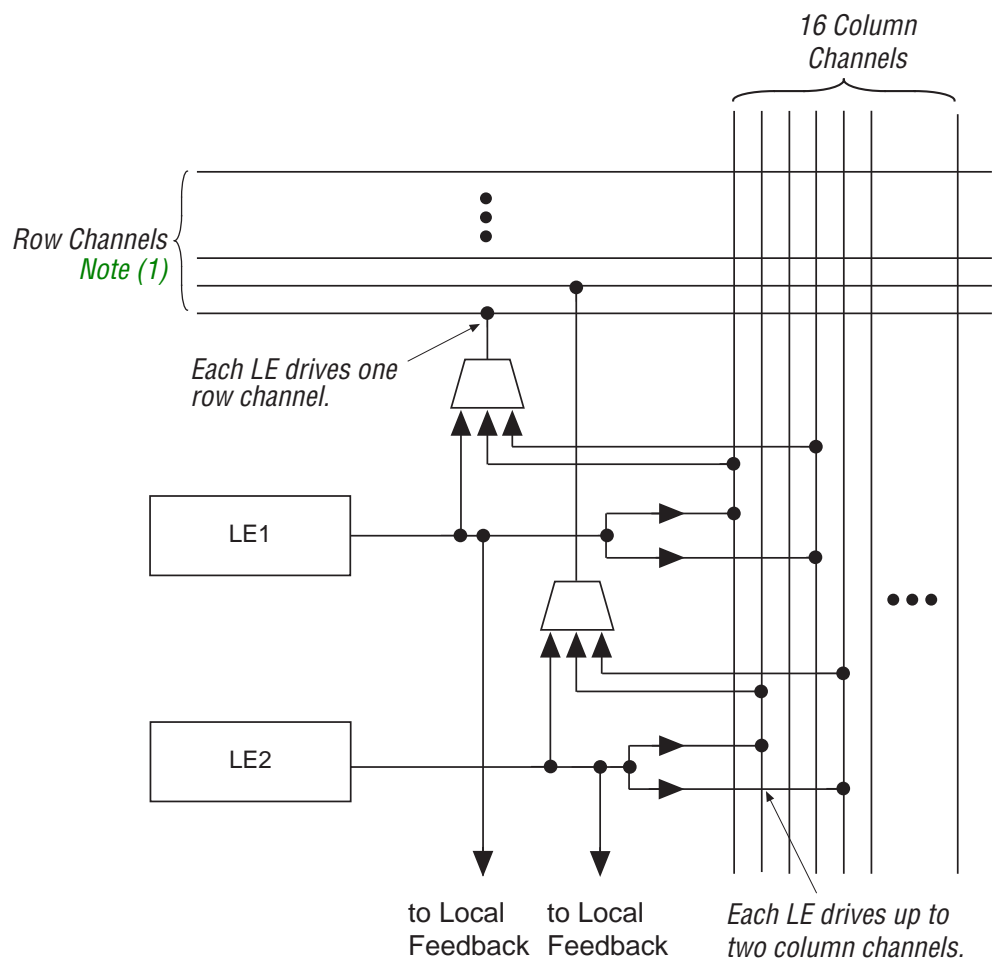 16 Column
Channels
Row Channels
Note (1)
Each LE drives one
row channel.
LE1
LE2
to Local
Feedback
to Local
Feedback
Each LE drives up to
two column channels.